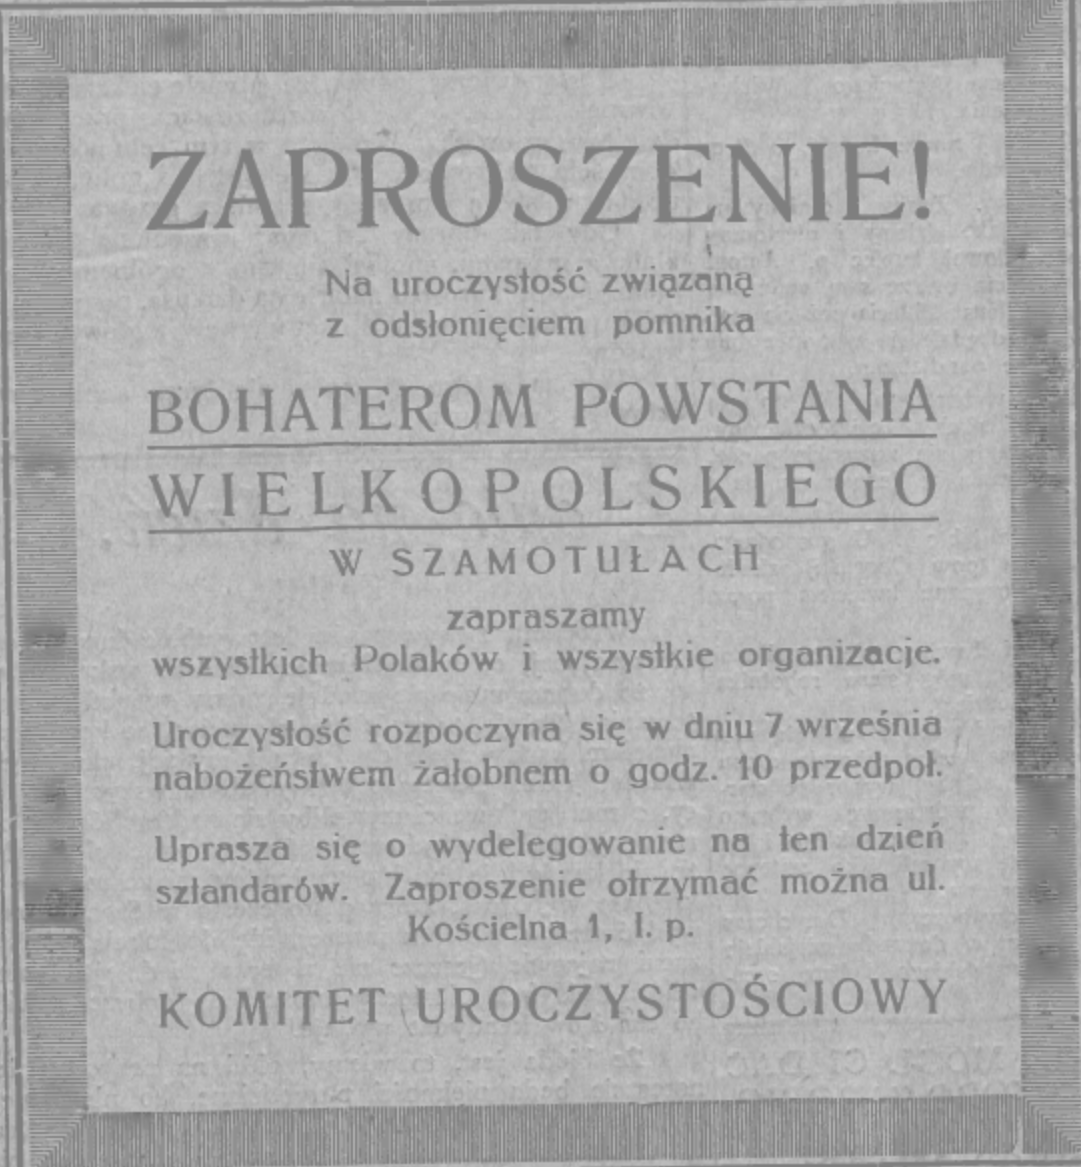 ZAPROSZENIE!
Na uroczystość związaną
z odsłonięciem pomnika
BOHATEROM POWSTANIA
WIELKOPOLSKIEGO
W SZAMOTUŁACH
zapraszamy
wszystkich Polaków i wszystkie organizacje.
Uroczystość rozpoczyna się w dniu 7 września
nabożeństwem żałobnem o godz. 10 przedpoł.
Uprasza się o wydelegowanie na ten dzień
sztandarów. Zaproszenie otrzymać można ul.
Kościelna 1, I. p.
KOMITET UROCZYSTOŚCIOWY